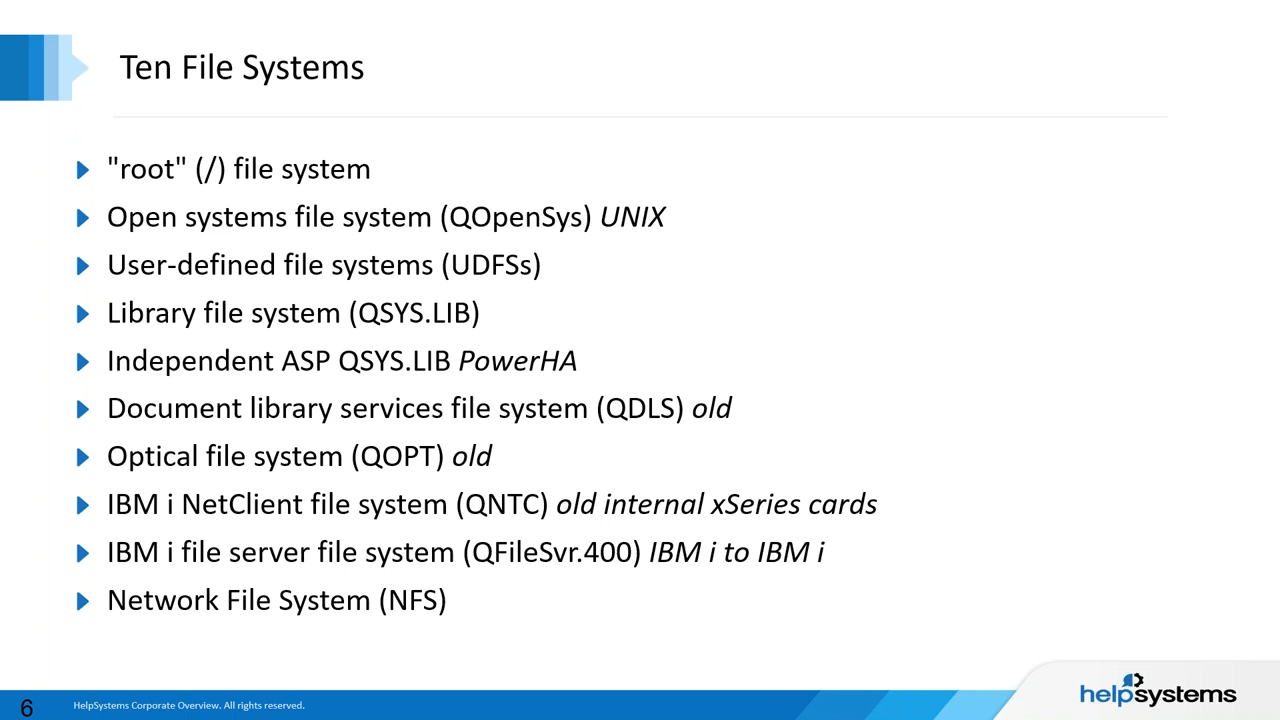 Ten File Systems
"root" (/) file system
Open systems file system (QOpenSys) UNIX
User-defined file systems (UDFSs)
Library file system (QSYS.LIB)
Independent ASP QSYS.LIB PowerHA
Document library services file system (QDLS) old
Optical file system (QOPT) old
IBM i NetClient file system (QNTC) old internal xSeries cards
IBM i file server file system (QFileSvr.400) IBM i to IBM i
Network File System (NFS)
6
HelpSystems Corporate Overview. All rights reserved.
helpsystems